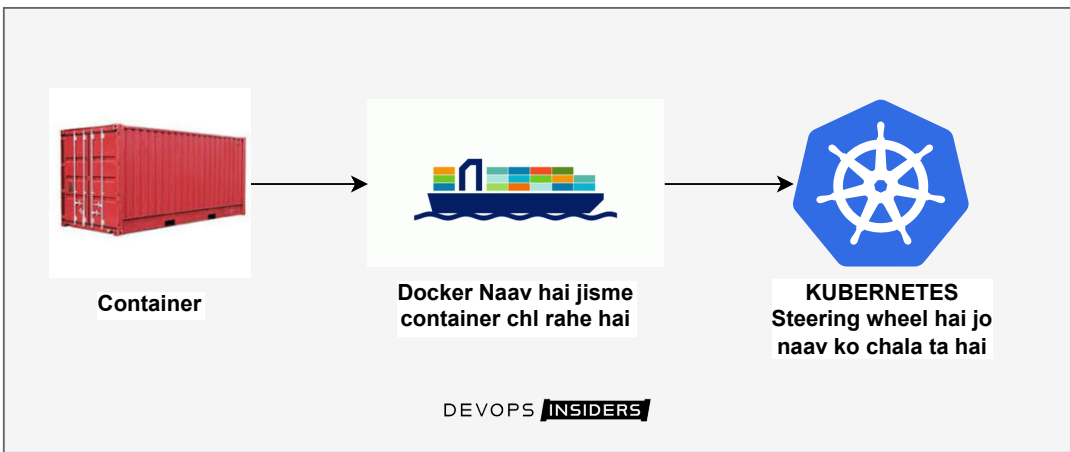 Container
Docker Naav hai jisme
container chl rahe hai
KUBERNETES
Steering wheel hai jo
naav ko chala ta hai
DEVOPS INSIDERS